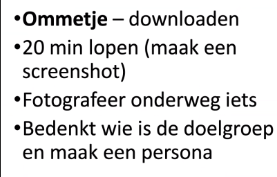 •Ommetje – downloaden
•20 min lopen (maak een
screenshot)
•Fotografeer onderweg iets
•Bedenkt wie is de doelgroep
en maak een persona